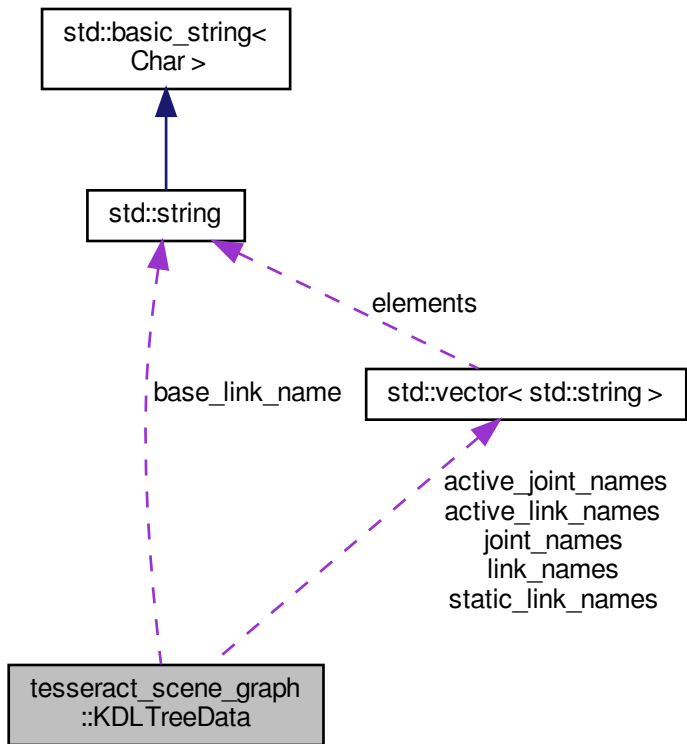 std::basic_string<
Char >
std::string
elements
std::vector< std::string >
base_link_name
active_joint_names
active_link_names
joint_names
link_names
static_link_names
tesseract_scene_graph
::KDLTreeData